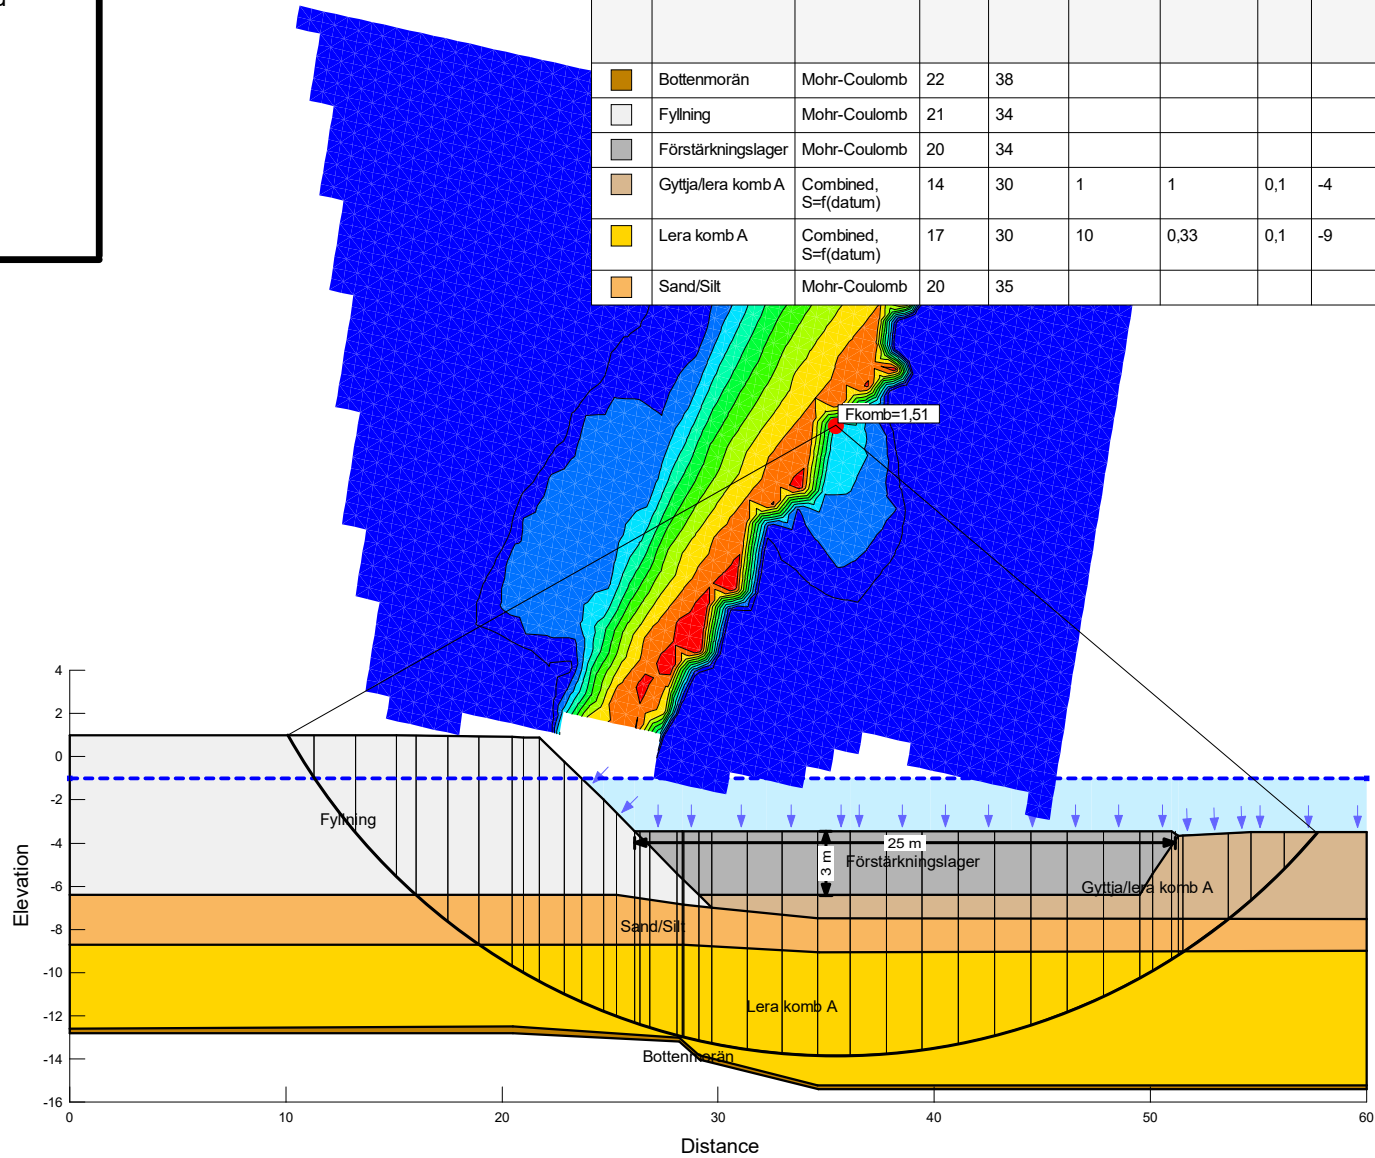 Bottenmorän Mohr-Coulomb 22 38
Fyllning Mohr-Coulomb 21 34
Förstärkningslager Mohr-Coulomb 20 34
Gyttja/lera komb A Combined, S=f(datum) 14 30 1 1 0,1 -4
Lera komb A Combined, S=f(datum) 17 30 10 0,33 0,1 -9
Sand/Silt Mohr-Coulomb 20 35
Fkomb=1,51
4
2
0
-2
-4
-6
-8
-10
-12
-14
-16
Elevation
Fyllning
25 m
3 m
Förstärkningslager
Gyttja/lera komb A
Sand/Silt
Lera komb A
Bottenmorän
0 10 20 30 40 50 60
Distance